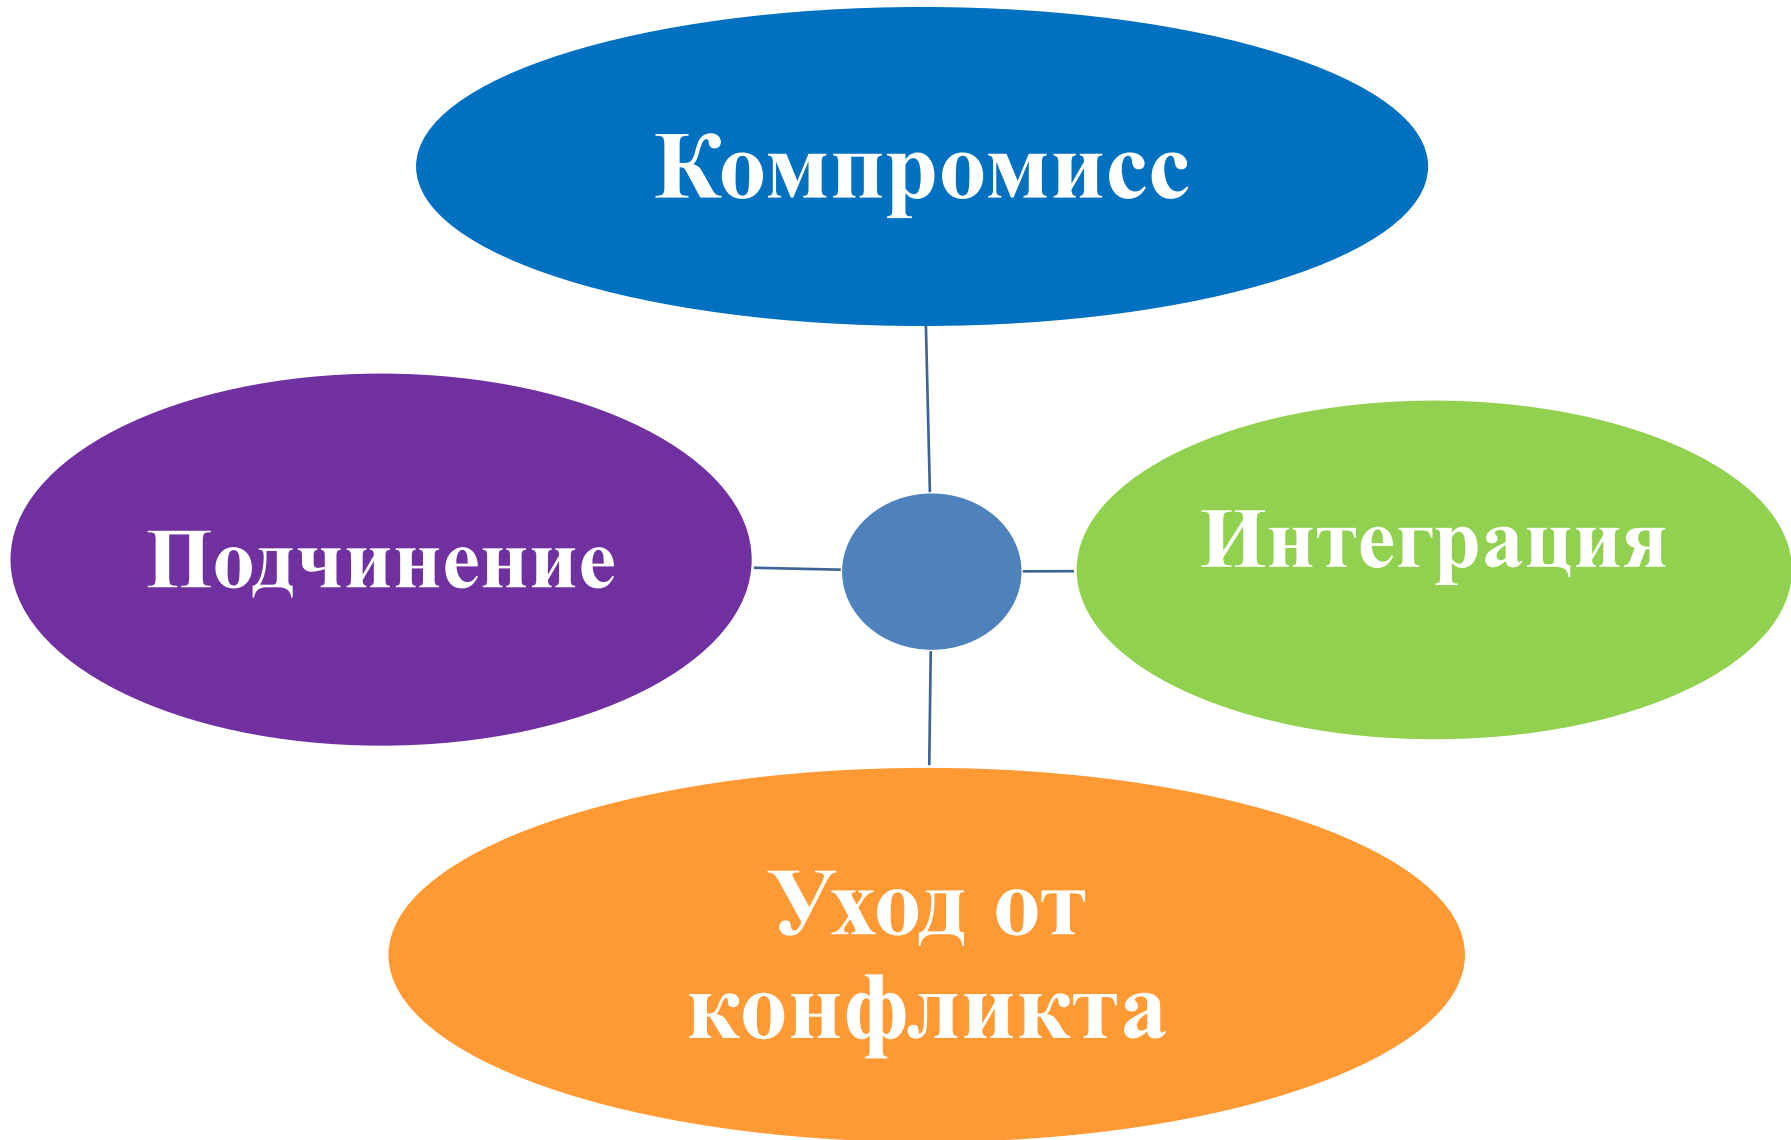 Компромисс
Подчинение
Интеграция
Уход от
конфликта